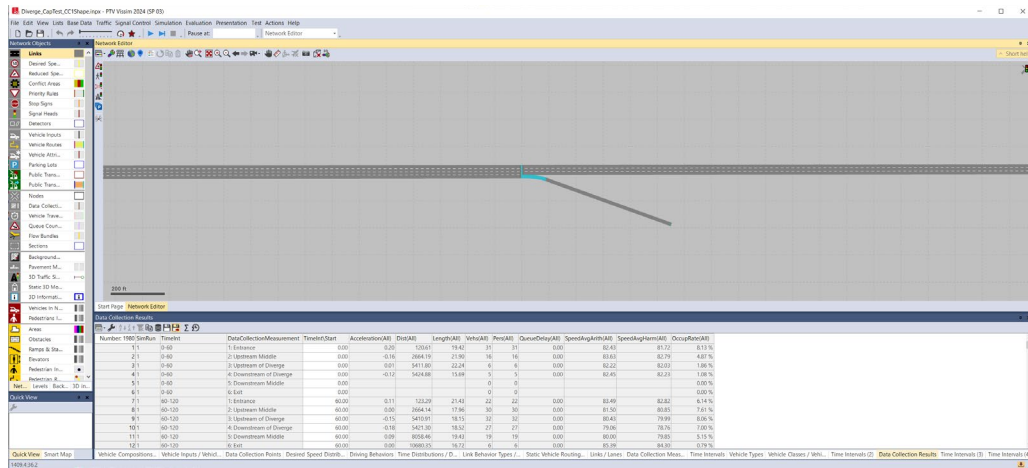 Diverge_CapTest_CC1Shape.inpx - PTV Vissim 2024 (SP 03)
File Edit View Lists Base Data Traffic Signal Control Simulation Evaluation Presentation Test Actions Help
Pause at: Network Editor
Network Objects
Network Editor
Links
Desired Spe...
Reduced Spe...
Conflict Areas
Priority Rules
Stop Signs
Signal Heads
Detectors
Vehicle Inputs
Vehicle Routes
Vehicle Attri...
Parking Lots
Public Trans...
Public Trans...
Nodes
Data Collecti...
Vehicle Trave...
Queue Coun...
Flow Bundles
Sections
Background...
Pavement M...
3D Traffic Si...
Static 3D Mo...
3D Informati...
Vehicles In N...
Pedestrians I...
Areas
Obstacles
Ramps & Sta...
Elevators
Pedestrian In...
Pedestrian R...
Net... Levels Back... 3D In...
Quick View
Quick View Smart Map
200 ft
Start Page Network Editor
Data Collection Results
Number: 1980 SimRun TimeInt DataCollectionMeasurement TimeInt\Start Acceleration(All) Dist(All) Length(All) Vehs(All) Pers(All) QueueDelay(All) SpeedAvgArith(All) SpeedAvgHarm(All) OccupRate(All)
1 1 0-60 1: Entrance 0.00 0.20 120.61 19.42 31 31 0.00 82.43 81.72 8.13 %
2 1 0-60 2: Upstream Middle 0.00 -0.16 2664.19 21.90 16 16 0.00 83.63 82.79 4.87 %
3 1 0-60 3: Upstream of Diverge 0.00 0.01 5411.80 22.24 6 6 0.00 82.22 82.03 1.86 %
4 1 0-60 4: Downstream of Diverge 0.00 -0.12 5424.88 15.69 5 5 0.00 82.45 82.23 1.08 %
5 1 0-60 5: Downstream Middle 0.00 0 0 0.00 %
6 1 0-60 6: Exit 0.00 0 0 0.00 %
7 1 60-120 1: Entrance 60.00 0.11 123.29 21.43 22 22 0.00 83.49 82.82 6.14 %
8 1 60-120 2: Upstream Middle 60.00 0.00 2664.14 17.96 30 30 0.00 81.50 80.85 7.61 %
9 1 60-120 3: Upstream of Diverge 60.00 -0.15 5410.91 18.15 32 32 0.00 80.43 79.99 8.06 %
10 1 60-120 4: Downstream of Diverge 60.00 -0.18 5421.30 18.52 27 27 0.00 79.06 78.76 7.00 %
11 1 60-120 5: Downstream Middle 60.00 0.09 8058.46 19.43 19 19 0.00 80.00 79.85 5.15 %
12 1 60-120 6: Exit 60.00 0.00 10680.35 16.72 6 6 0.00 85.39 84.30 0.79 %
Vehicle Compositions... Vehicle Inputs / Vehicl... Data Collection Points Desired Speed Distrib... Driving Behaviors Time Distributions / D... Link Behavior Types /... Static Vehicle Routing... Links / Lanes Data Collection Meas... Time Intervals Vehicle Types Vehicle Classes / Vehi... Time Intervals (2) Data Collection Results Time Intervals (3)
1409.4:36.2